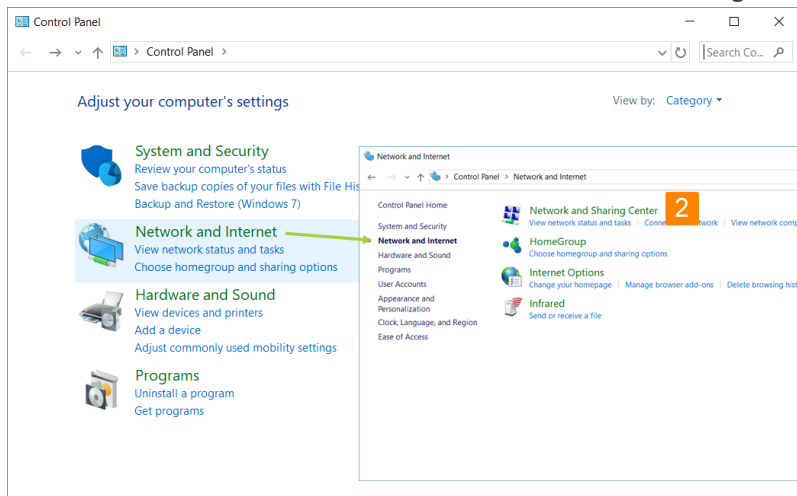 Control Panel
Control Panel
Search Co...
Adjust your computer's settings
View by: Category
System and Security
Review your computer's status
Save backup copies of your files with File His
Backup and Restore (Windows 7)
Network and Internet
View network status and tasks
Choose homegroup and sharing options
Hardware and Sound
View devices and printers
Add a device
Adjust commonly used mobility settings
Programs
Uninstall a program
Get programs
Network and Internet
Control Panel > Network and Internet
Control Panel Home
System and Security
Network and Internet
Hardware and Sound
Programs
User Accounts
Appearance and
Personalization
Clock, Language, and Region
Ease of Access
Network and Sharing Center
2
View network status and tasks Conne twork View network comp
HomeGroup
Choose homegroup and sharing options
Internet Options
Change your homepage Manage browser add-ons Delete browsing hist
Infrared
Send or receive a file